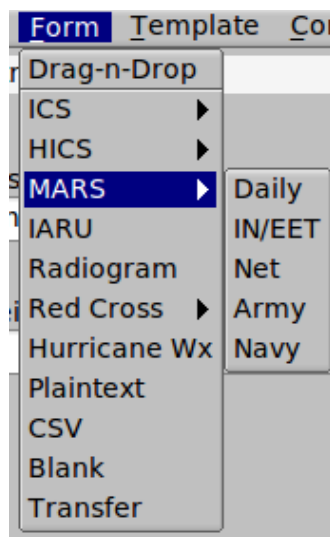 Form Template Co
Drag-n-Drop
ICS
HICS
MARS Daily
IARU IN/EET
Radiogram Net
Red Cross Army
Hurricane Wx Navy
Plaintext
CSV
Blank
Transfer